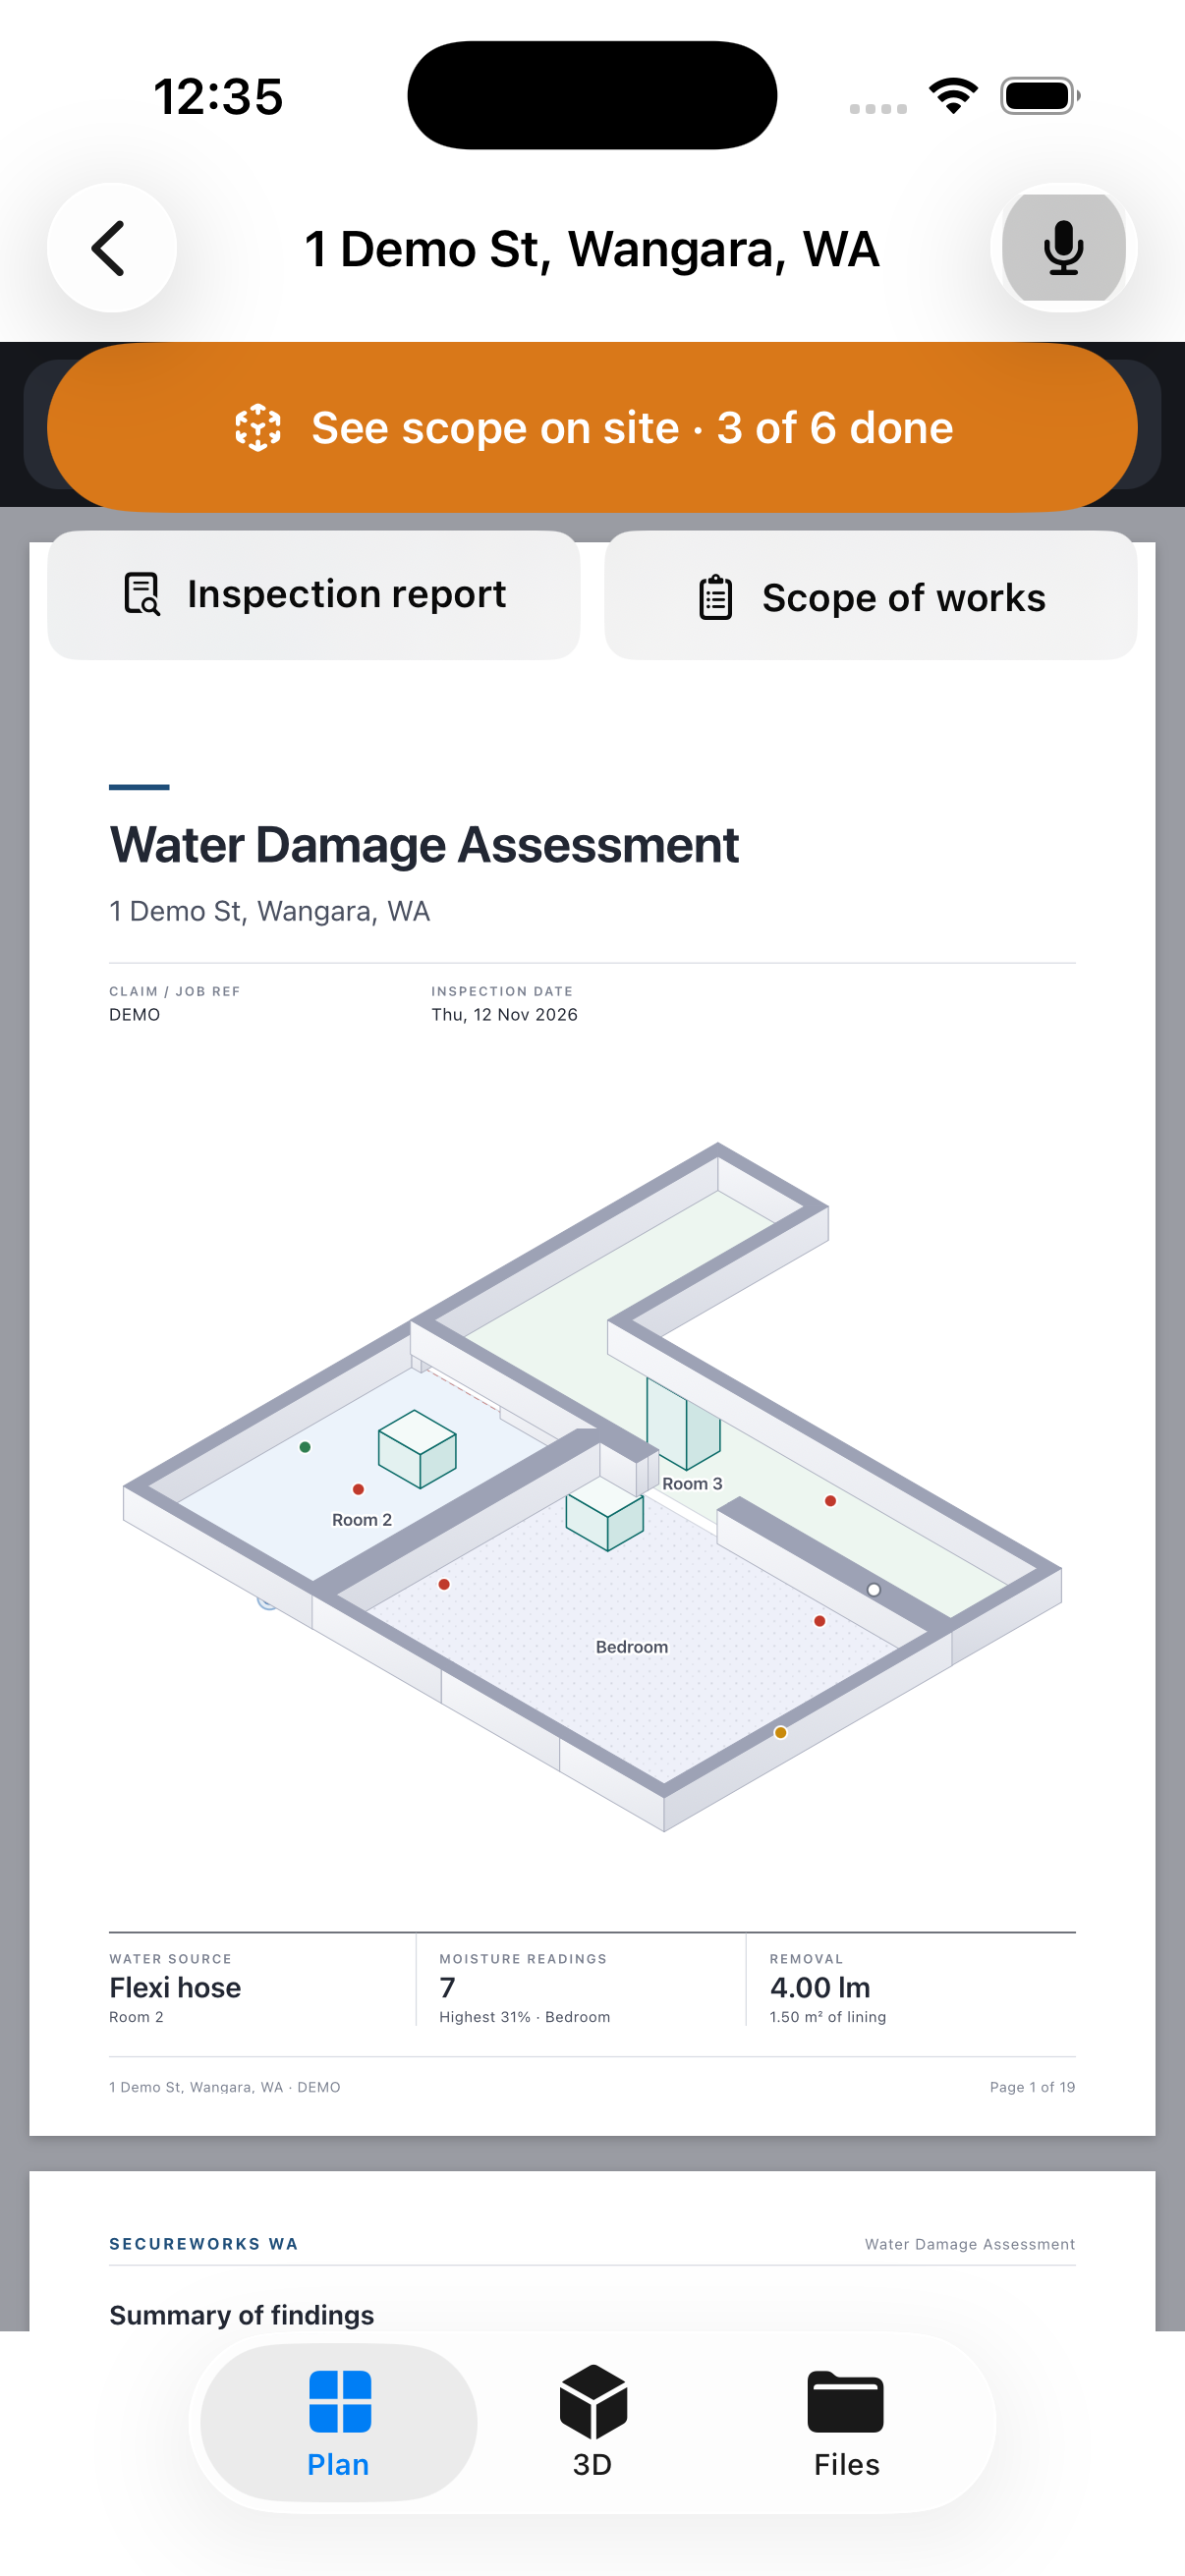 12:35
1 Demo St, Wangara, WA
See scope on site · 3 of 6 done
Inspection report
Scope of works
Water Damage Assessment
1 Demo St, Wangara, WA
CLAIM / JOB REF
DEMO
INSPECTION DATE
Thu, 12 Nov 2026
Room 2
Room 3
Bedroom
WATER SOURCE
Flexi hose
Room 2
MOISTURE READINGS
7
Highest 31% · Bedroom
REMOVAL
4.00 lm
1.50 m² of lining
1 Demo St, Wangara, WA · DEMO
Page 1 of 19
SECUREWORKS WA
Water Damage Assessment
Summary of findings
Plan
3D
Files